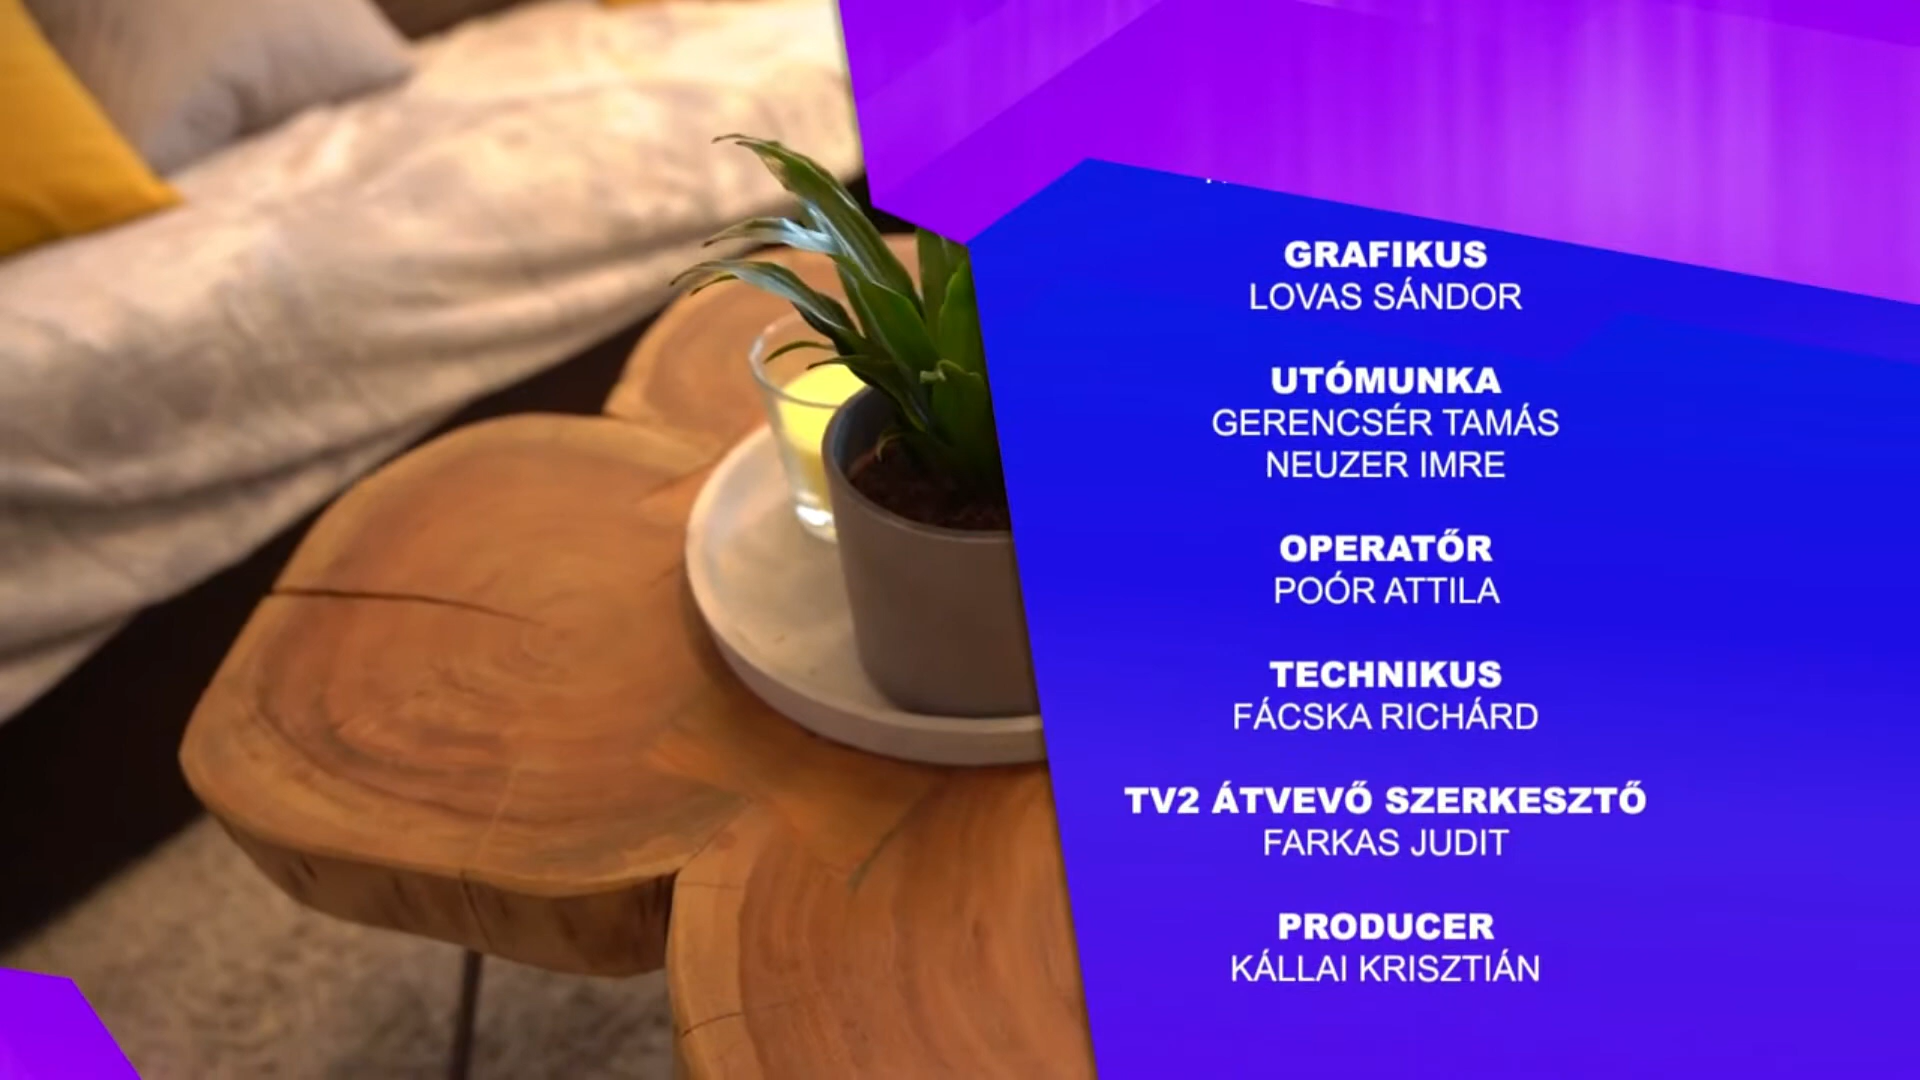 GRAFIKUS
LOVAS SÁNDOR
UTÓMUNKA
GERENCSÉR TAMÁS
NEUZER IMRE
OPERATŐR
POÓR ATTILA
TECHNIKUS
FÁCSKA RICHÁRD
TV2 ÁTVEVŐ SZERKESZTŐ
FARKAS JUDIT
PRODUCER
KÁLLAI KRISZTIÁN